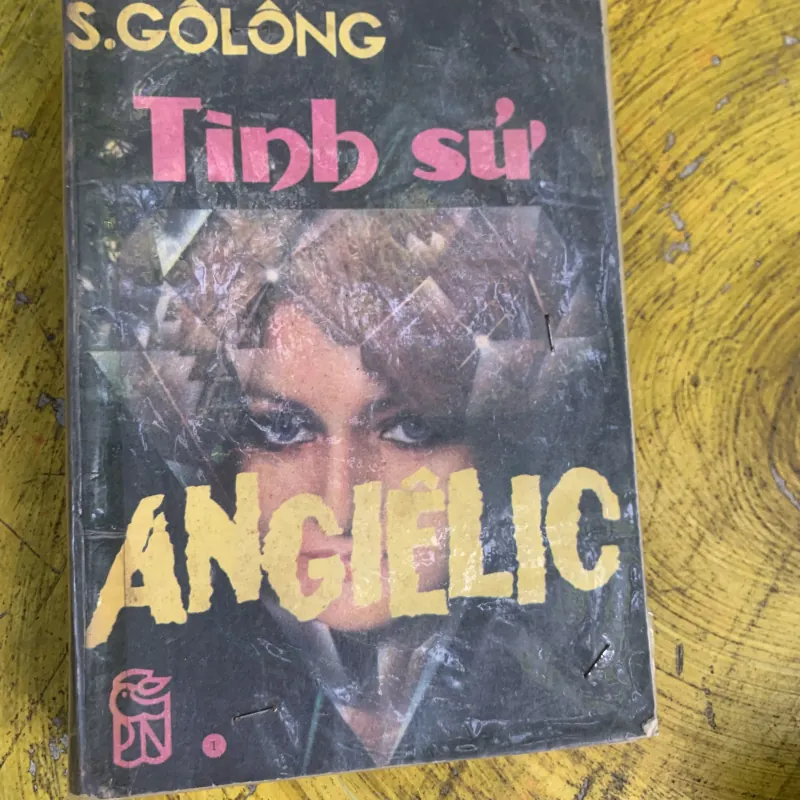 S.GÔLÔNG
Tình sử
ANGIÊLIC
1